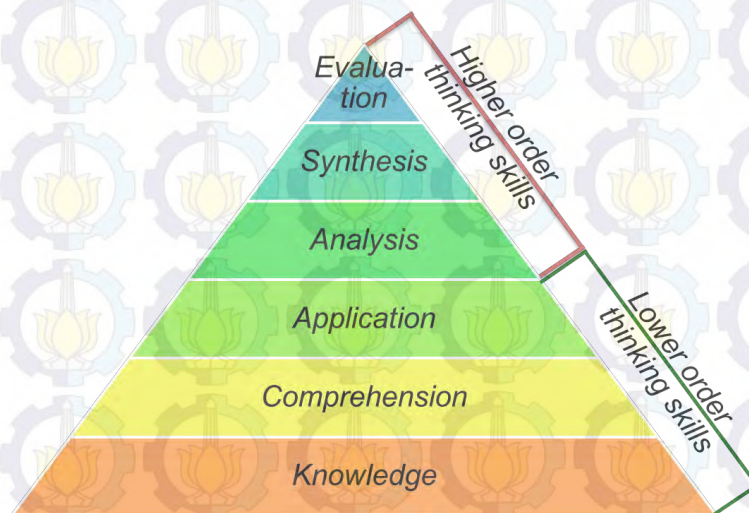 Evalua-
tion
Synthesis
Analysis
Application
Comprehension
Knowledge
Higher order
thinking skills
Lower order
thinking skills